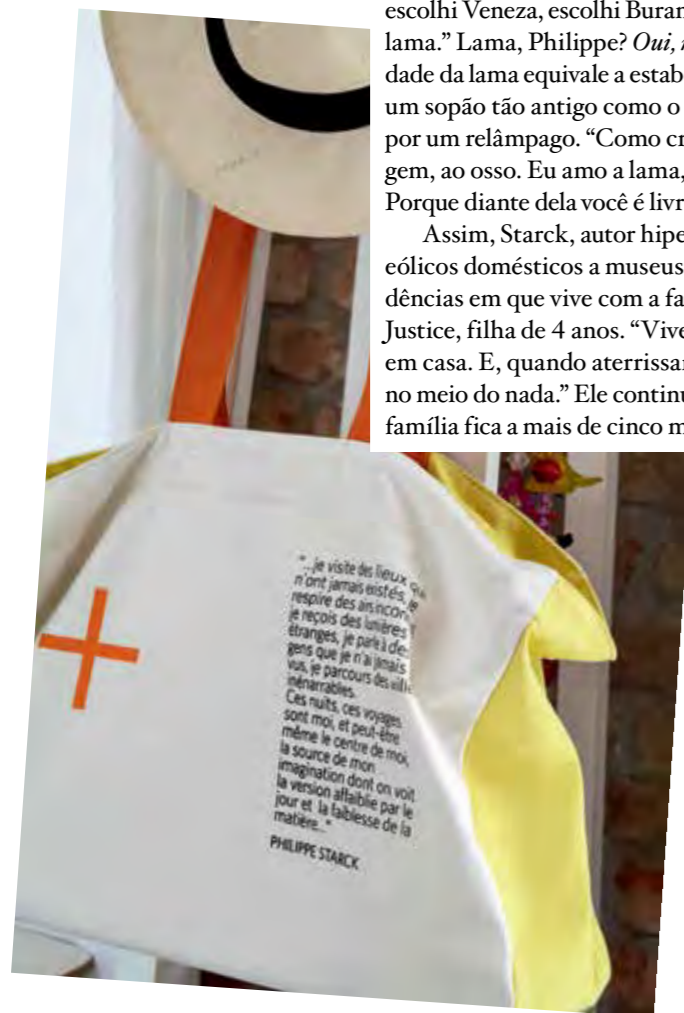 escolhi Veneza, escolhi Buran
lama.” Lama, Philippe? Oui,
dade da lama equivale a estab
um sopão tão antigo como o
por um relâmpago. “Como cr
gem, ao osso. Eu amo a lama,
Porque diante dela você é livr
Assim, Starck, autor hipe
eólicos domésticos a museus
dências em que vive com a fa
Justice, filha de 4 anos. “Vive
em casa. E, quando aterrissa
no meio do nada.” Ele continu
família fica a mais de cinco m
"...je visite des lieux qu
n'ont jamais existés, je
respire des airs incon
je reçois des lumières
étranges, je parle à de
gens que je n'ai jamais
vus, je parcours des ville
inénarrables.
Ces nuits, ces voyages
sont moi, et peut-être
même le centre de moi,
la source de mon
imagination dont on voit
la version affaiblie par le
jour et la faiblesse de la
matière..."
PHILIPPE STARCK